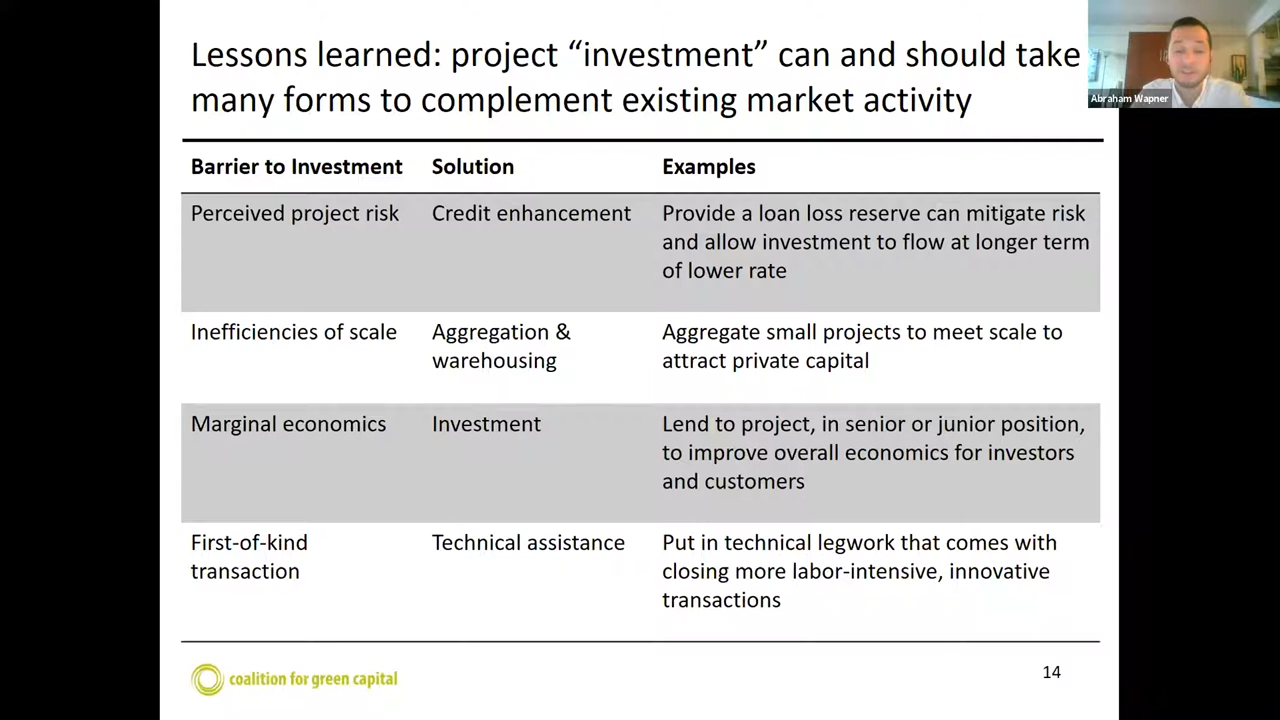 Lessons learned: project “investment” can and should take
many forms to complement existing market activity
Abraham Wapner
Barrier to Investment Solution Examples
Perceived project risk Credit enhancement Provide a loan loss reserve can mitigate risk
and allow investment to flow at longer term
of lower rate
Inefficiencies of scale Aggregation & Aggregate small projects to meet scale to
warehousing attract private capital
Marginal economics Investment Lend to project, in senior or junior position,
to improve overall economics for investors
and customers
First-of-kind Technical assistance Put in technical legwork that comes with
transaction closing more labor-intensive, innovative
transactions
coalition for green capital
14